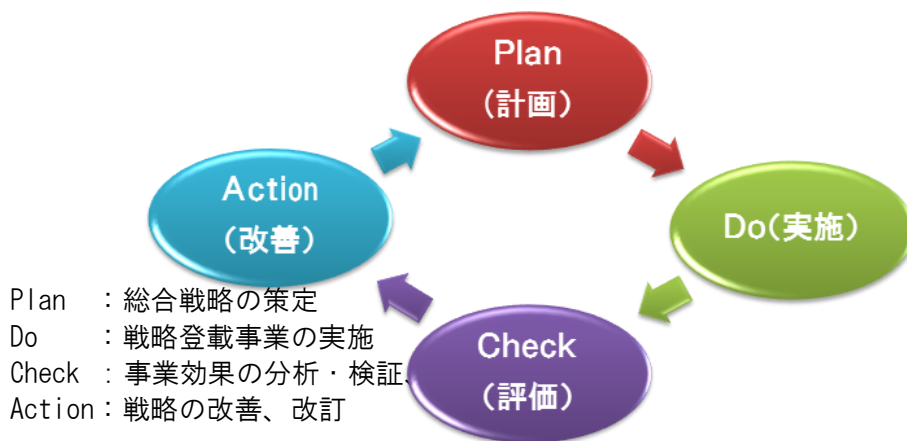 Plan
(計画)
Action
(改善)
Do(実施)
Check
(評価)
Plan :総合戦略の策定
Do :戦略登載事業の実施
Check :事業効果の分析・検証、
Action:戦略の改善、改訂